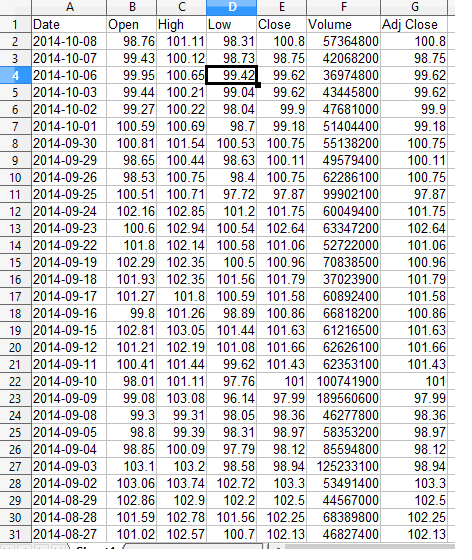 A B C D E F G
1 Date Open High Low Close Volume Adj Close
2 2014-10-08 98.76 101.11 98.31 100.8 57364800 100.8
3 2014-10-07 99.43 100.12 98.73 98.75 42068200 98.75
4 2014-10-06 99.95 100.65 99.42 99.62 36974800 99.62
5 2014-10-03 99.44 100.21 99.04 99.62 43445800 99.62
6 2014-10-02 99.27 100.22 98.04 99.9 47681000 99.9
7 2014-10-01 100.59 100.69 98.7 99.18 51404400 99.18
8 2014-09-30 100.81 101.54 100.53 100.75 55138200 100.75
9 2014-09-29 98.65 100.44 98.63 100.11 49579400 100.11
10 2014-09-26 98.53 100.75 98.4 100.75 62286100 100.75
11 2014-09-25 100.51 100.71 97.72 97.87 99902100 97.87
12 2014-09-24 102.16 102.85 101.2 101.75 60049400 101.75
13 2014-09-23 100.6 102.94 100.54 102.64 63347200 102.64
14 2014-09-22 101.8 102.14 100.58 101.06 52722000 101.06
15 2014-09-19 102.29 102.35 100.5 100.96 70838500 100.96
16 2014-09-18 101.93 102.35 101.56 101.79 37023900 101.79
17 2014-09-17 101.27 101.8 100.59 101.58 60892400 101.58
18 2014-09-16 99.8 101.26 98.89 100.86 66818200 100.86
19 2014-09-15 102.81 103.05 101.44 101.63 61216500 101.63
20 2014-09-12 101.21 102.19 101.08 101.66 62626100 101.66
21 2014-09-11 100.41 101.44 99.62 101.43 62353100 101.43
22 2014-09-10 98.01 101.11 97.76 101 100741900 101
23 2014-09-09 99.08 103.08 96.14 97.99 189560600 97.99
24 2014-09-08 99.3 99.31 98.05 98.36 46277800 98.36
25 2014-09-05 98.8 99.39 98.31 98.97 58353200 98.97
26 2014-09-04 98.85 100.09 97.79 98.12 85594800 98.12
27 2014-09-03 103.1 103.2 98.58 98.94 125233100 98.94
28 2014-09-02 103.06 103.74 102.72 103.3 53491400 103.3
29 2014-08-29 102.86 102.9 102.2 102.5 44567000 102.5
30 2014-08-28 101.59 102.78 101.56 102.25 68389800 102.25
31 2014-08-27 101.02 102.57 100.7 102.13 46827400 102.13